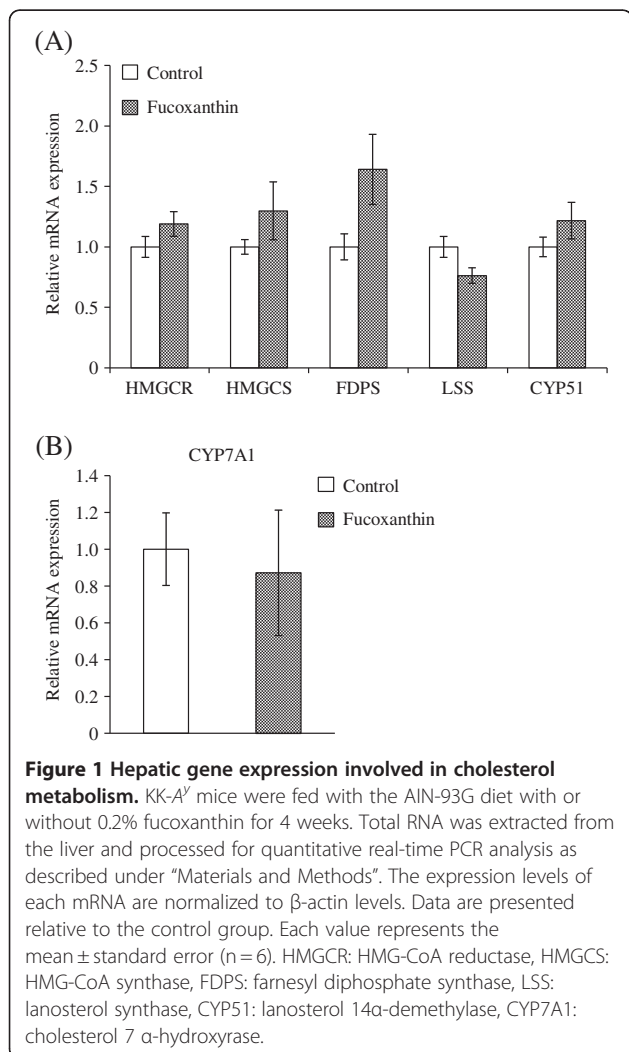 (A)
2.5
2.0
1.5
1.0
0.5
0
Relative mRNA expression
Control
Fucoxanthin
HMGCR HMGCS FDPS LSS CYP51
(B)
CYP7A1
1.4
1.2
1.0
0.8
0.6
0.4
0.2
0
Relative mRNA expression
Control
Fucoxanthin
Figure 1 Hepatic gene expression involved in cholesterol
metabolism. KK-Aʸ mice were fed with the AIN-93G diet with or
without 0.2% fucoxanthin for 4 weeks. Total RNA was extracted from
the liver and processed for quantitative real-time PCR analysis as
described under “Materials and Methods”. The expression levels of
each mRNA are normalized to β-actin levels. Data are presented
relative to the control group. Each value represents the
mean ± standard error (n = 6). HMGCR: HMG-CoA reductase, HMGCS:
HMG-CoA synthase, FDPS: farnesyl diphosphate synthase, LSS:
lanosterol synthase, CYP51: lanosterol 14α-demethylase, CYP7A1:
cholesterol 7 α-hydroxyrase.